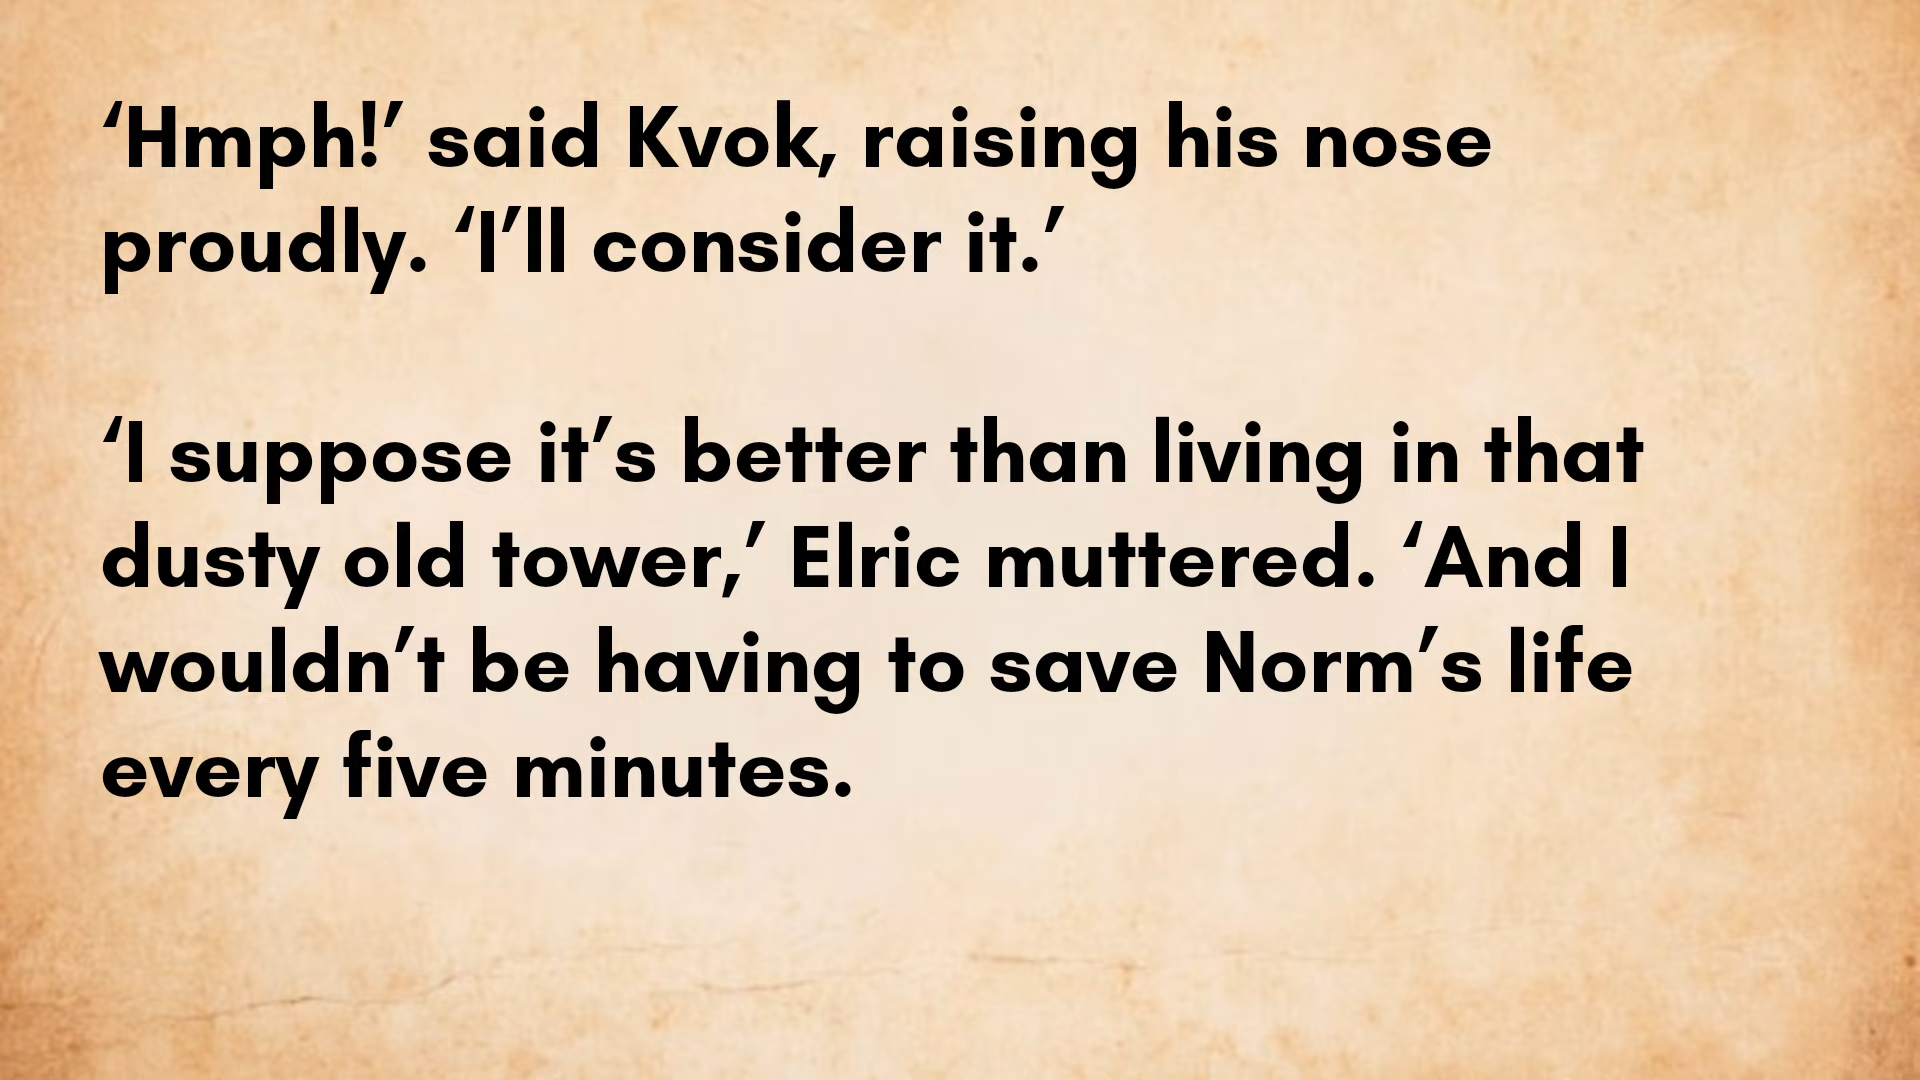 ‘Hmph!’ said Kvok, raising his nose
proudly. ‘I’ll consider it.’
‘I suppose it’s better than living in that
dusty old tower,’ Elric muttered. ‘And I
wouldn’t be having to save Norm’s life
every five minutes.